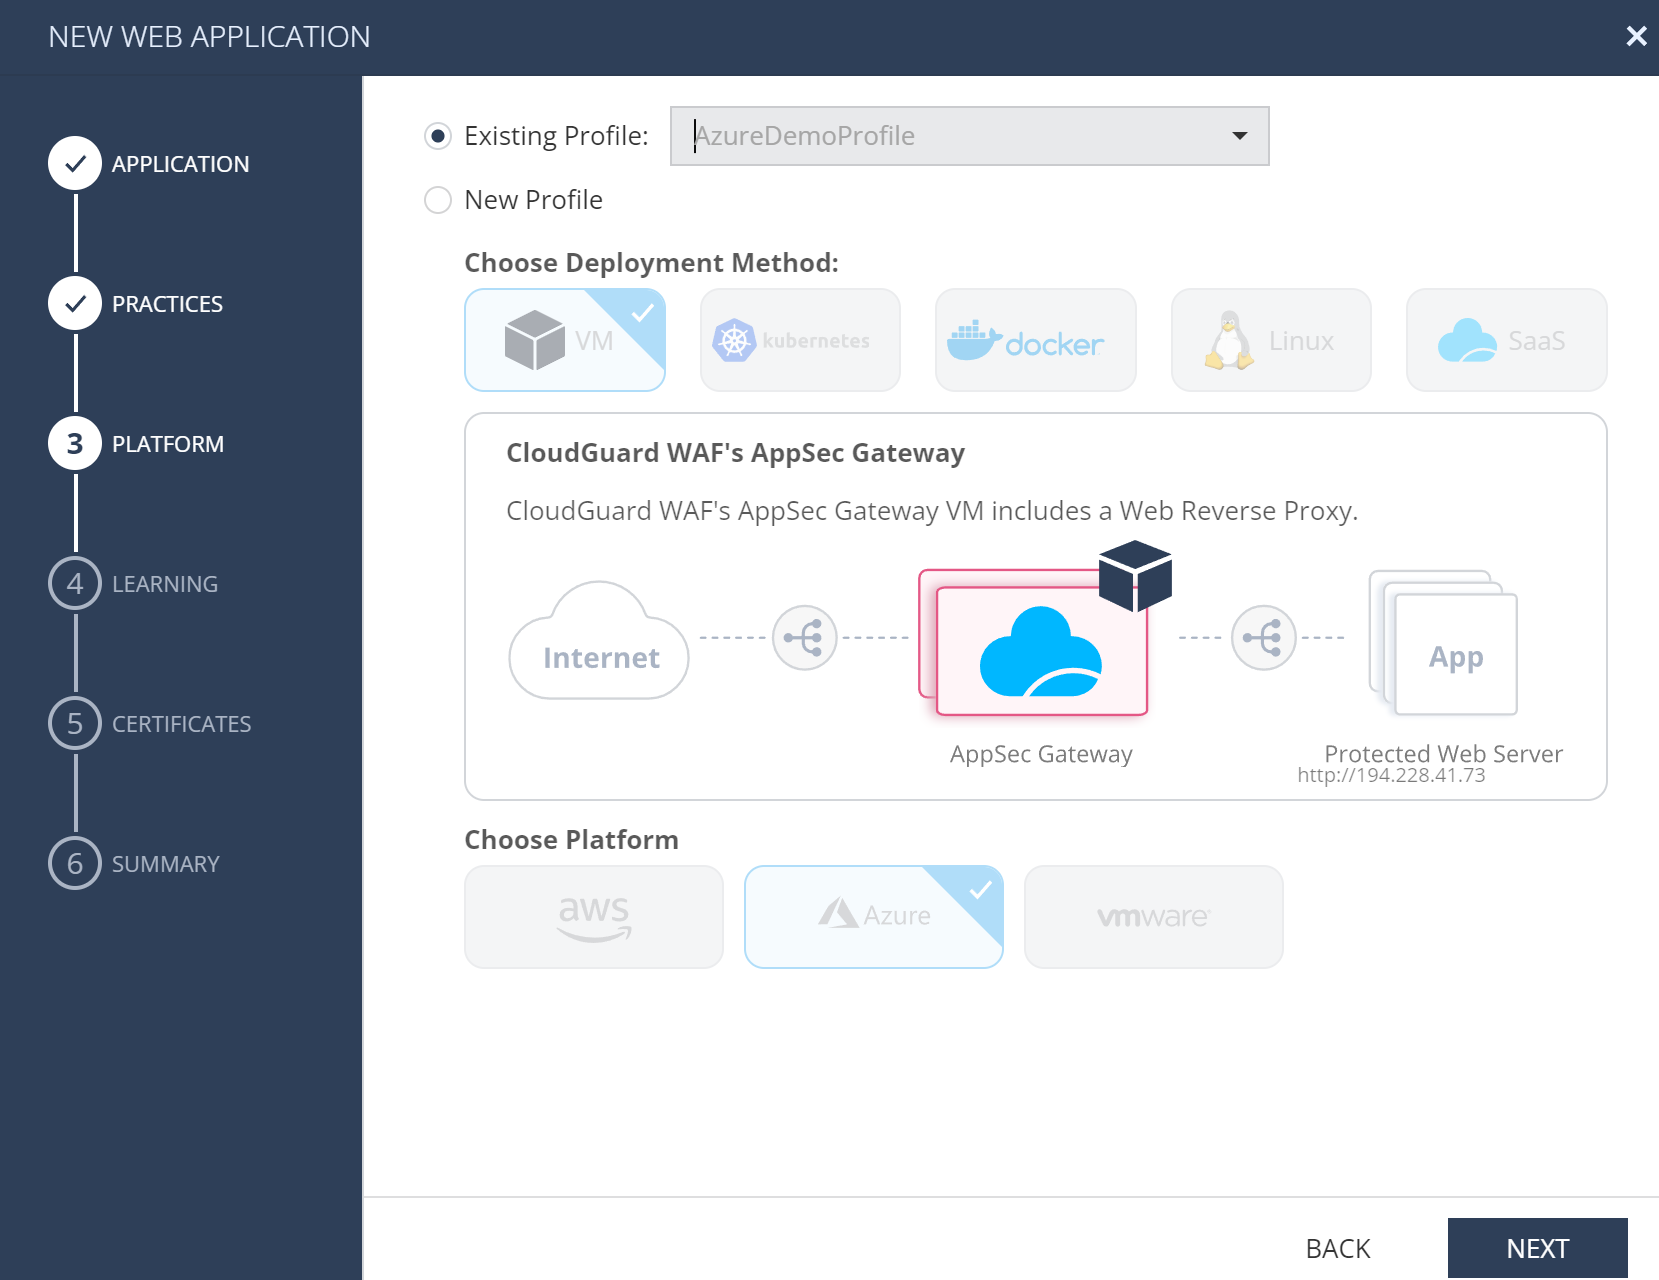 NEW WEB APPLICATION
APPLICATION
PRACTICES
3 PLATFORM
4 LEARNING
5 CERTIFICATES
6 SUMMARY
Existing Profile: AzureDemoProfile
New Profile
Choose Deployment Method:
VM
kubernetes
docker
Linux
SaaS
CloudGuard WAF's AppSec Gateway
CloudGuard WAF's AppSec Gateway VM includes a Web Reverse Proxy.
Internet
App
AppSec Gateway
Protected Web Server
http://194.228.41.73
Choose Platform
aws
Azure
vmware
BACK
NEXT